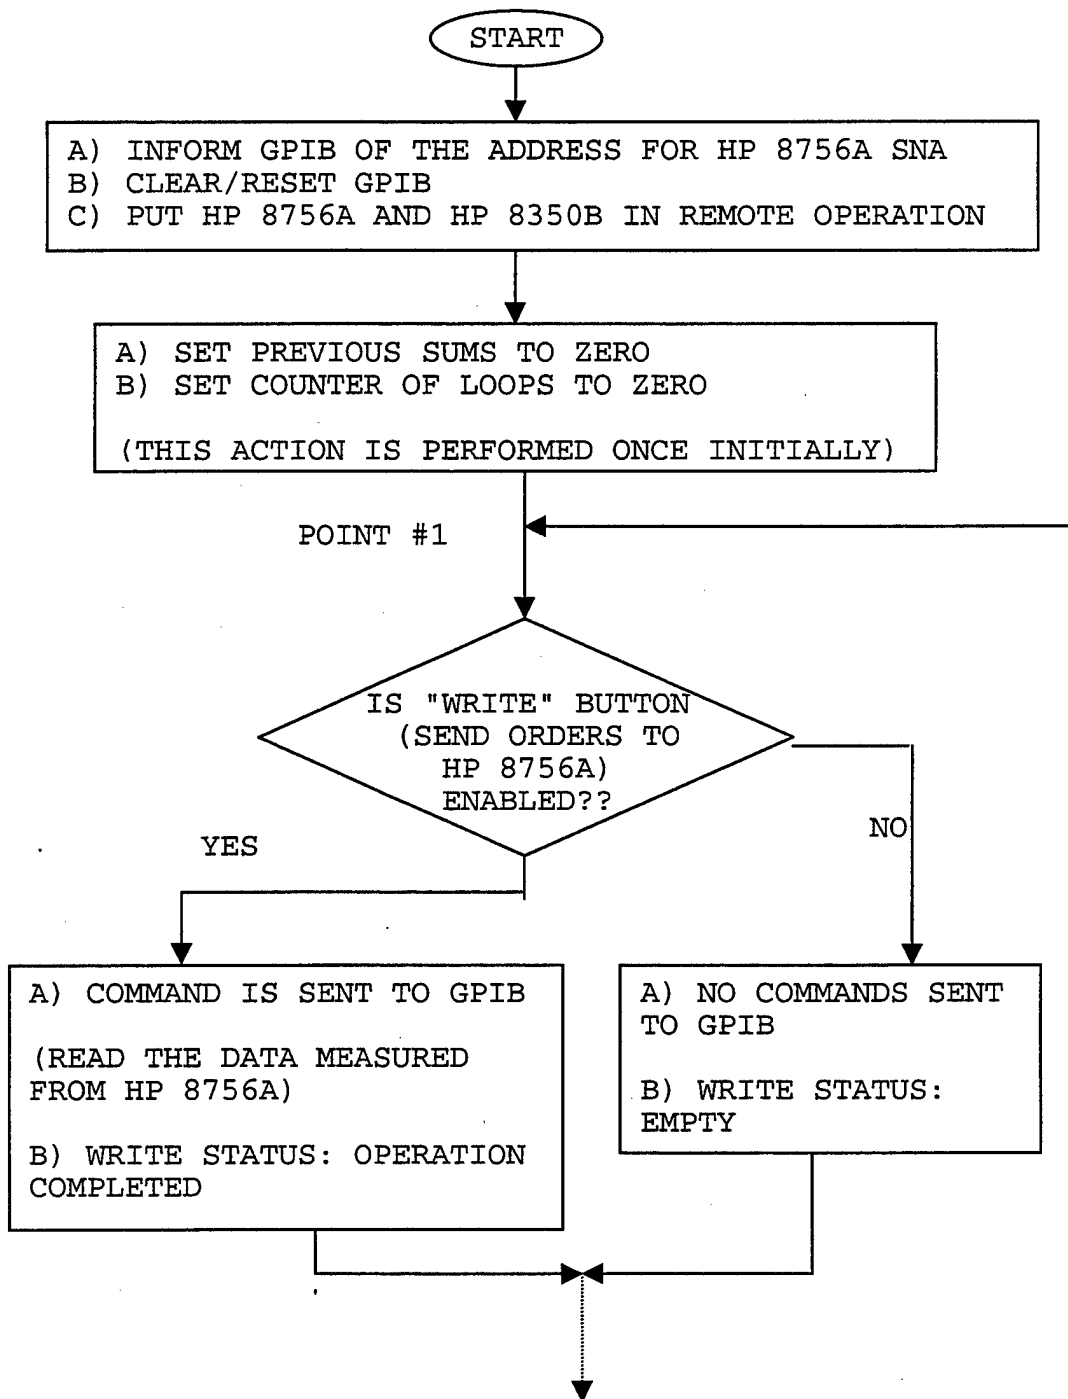 START
A) INFORM GPIB OF THE ADDRESS FOR HP 8756A SNA
B) CLEAR/RESET GPIB
C) PUT HP 8756A AND HP 8350B IN REMOTE OPERATION
A) SET PREVIOUS SUMS TO ZERO
B) SET COUNTER OF LOOPS TO ZERO
(THIS ACTION IS PERFORMED ONCE INITIALLY)
POINT #1
IS "WRITE" BUTTON
(SEND ORDERS TO
HP 8756A)
ENABLED??
YES
NO
A) COMMAND IS SENT TO GPIB
(READ THE DATA MEASURED
FROM HP 8756A)
B) WRITE STATUS: OPERATION
COMPLETED
A) NO COMMANDS SENT
TO GPIB
B) WRITE STATUS:
EMPTY